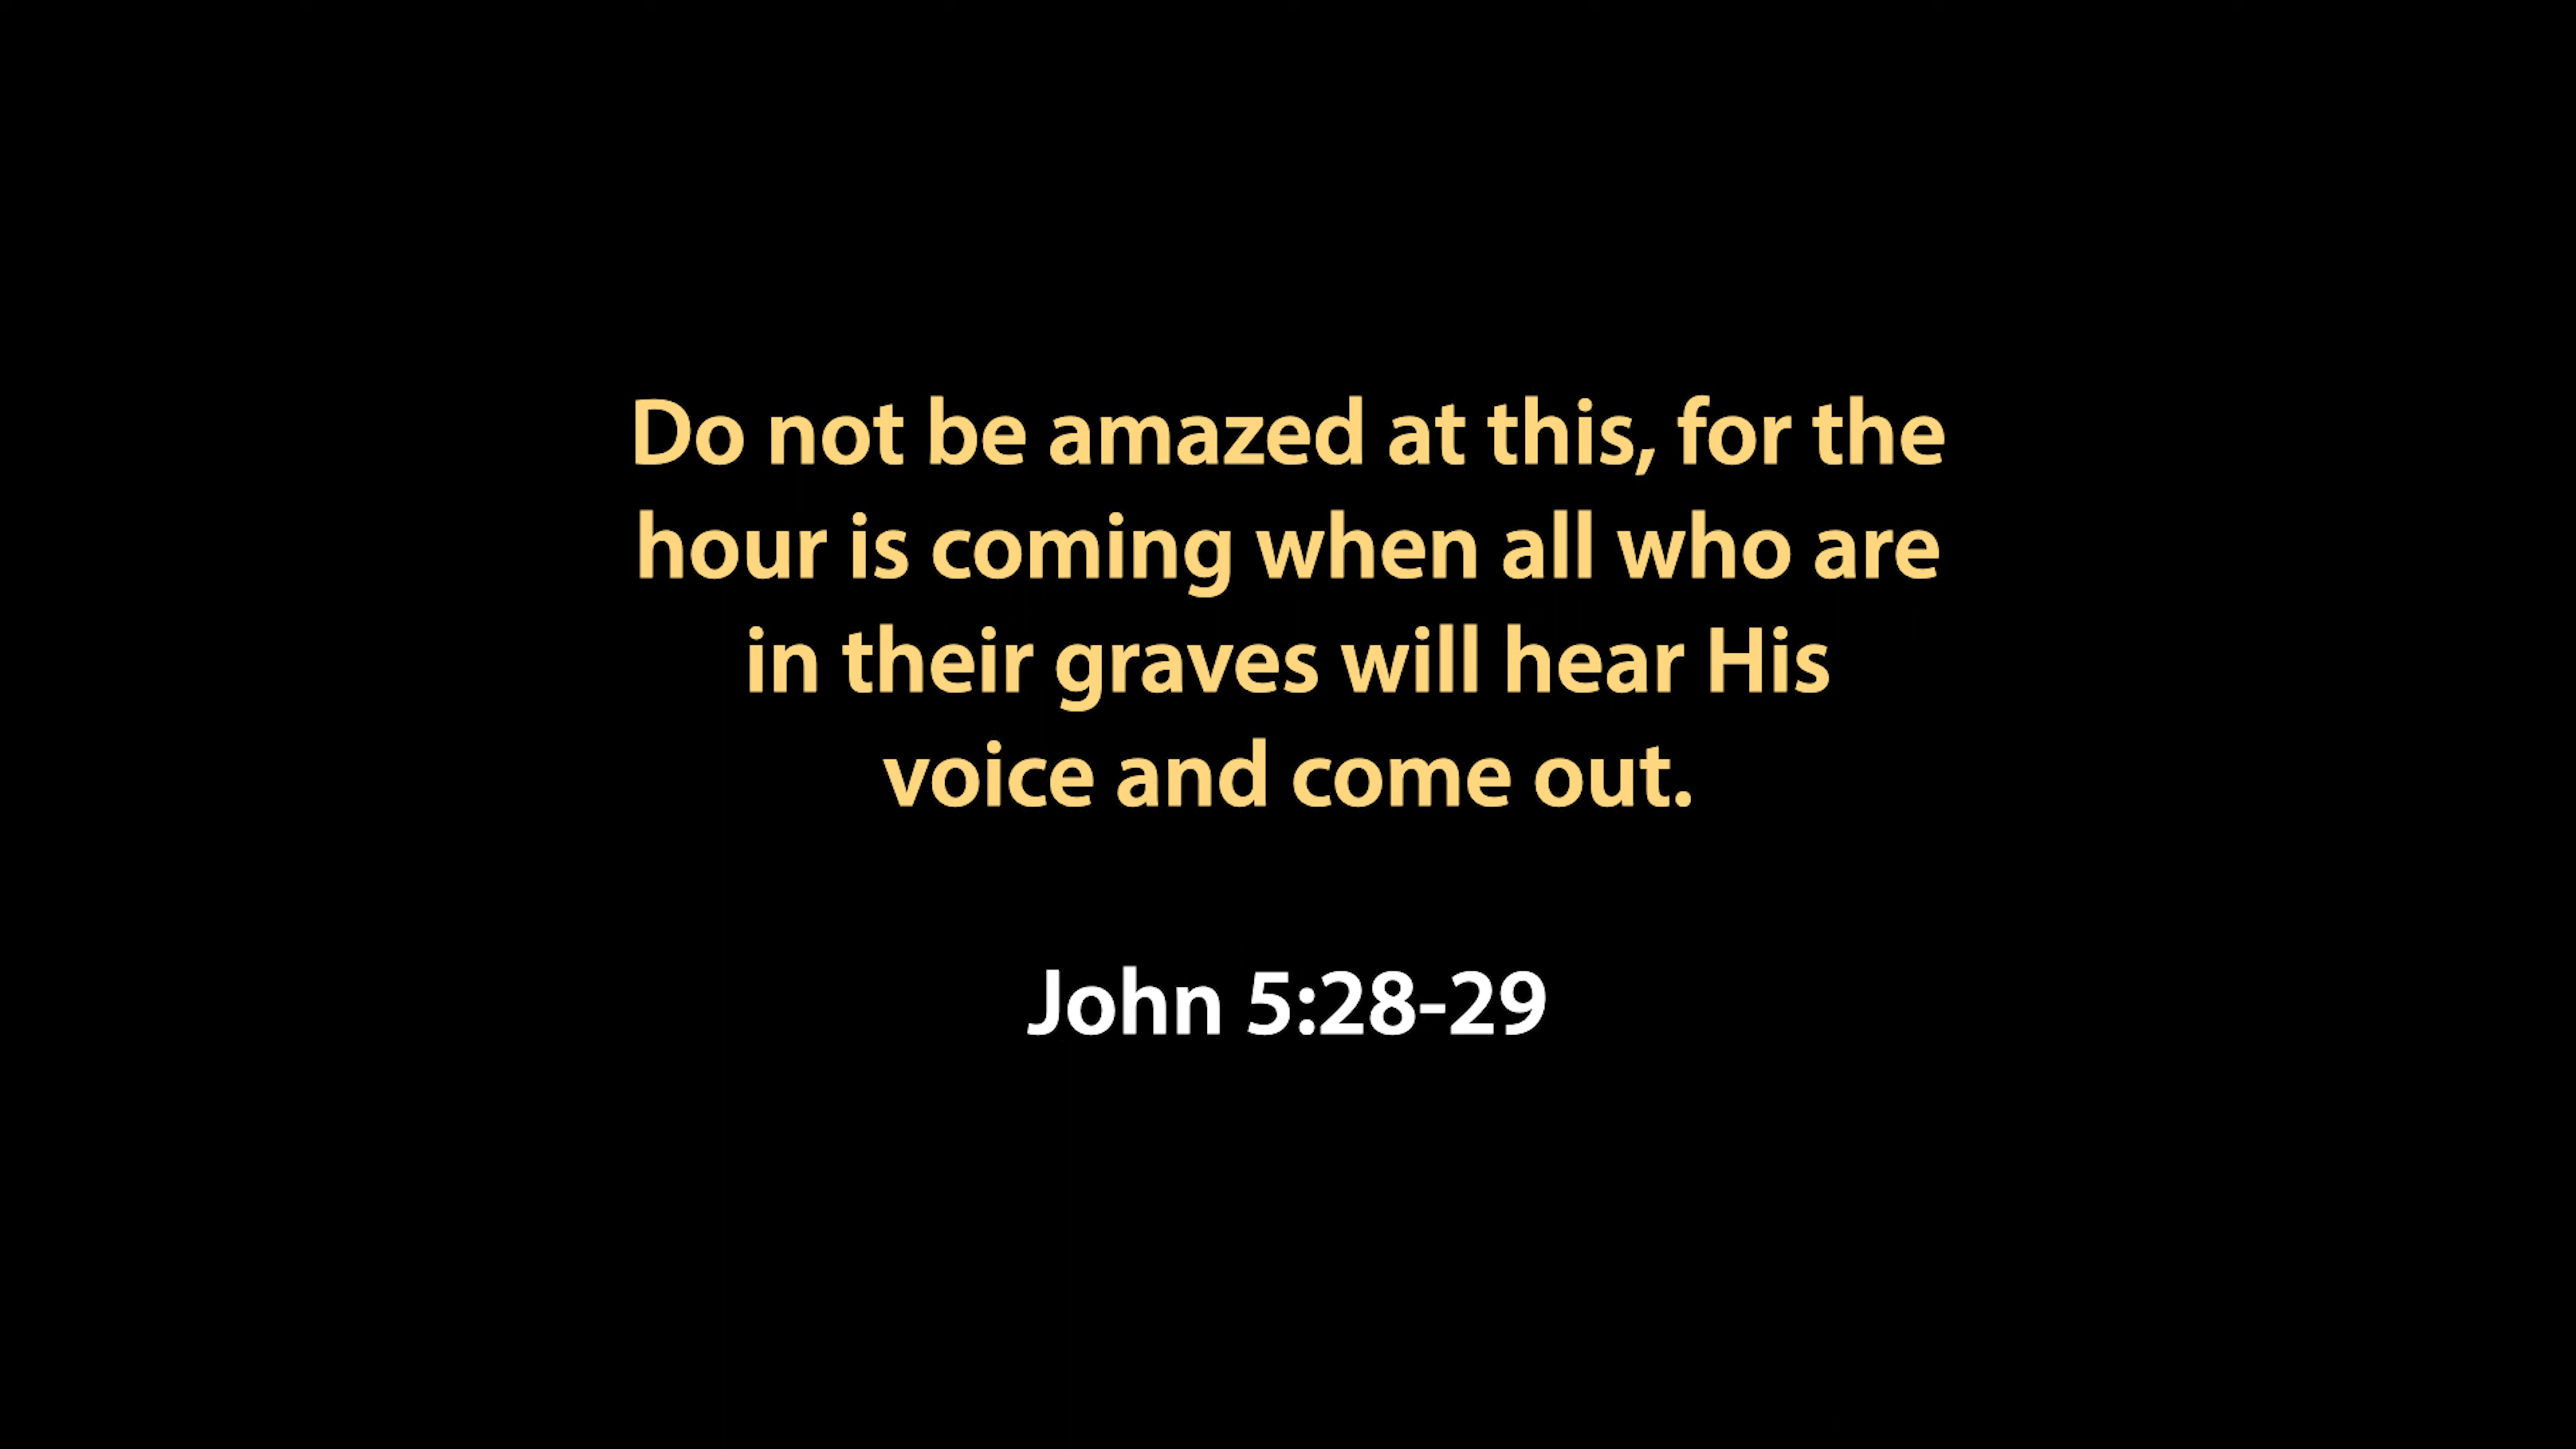 Do not be amazed at this, for the
hour is coming when all who are
in their graves will hear His
voice and come out.
John 5:28-29